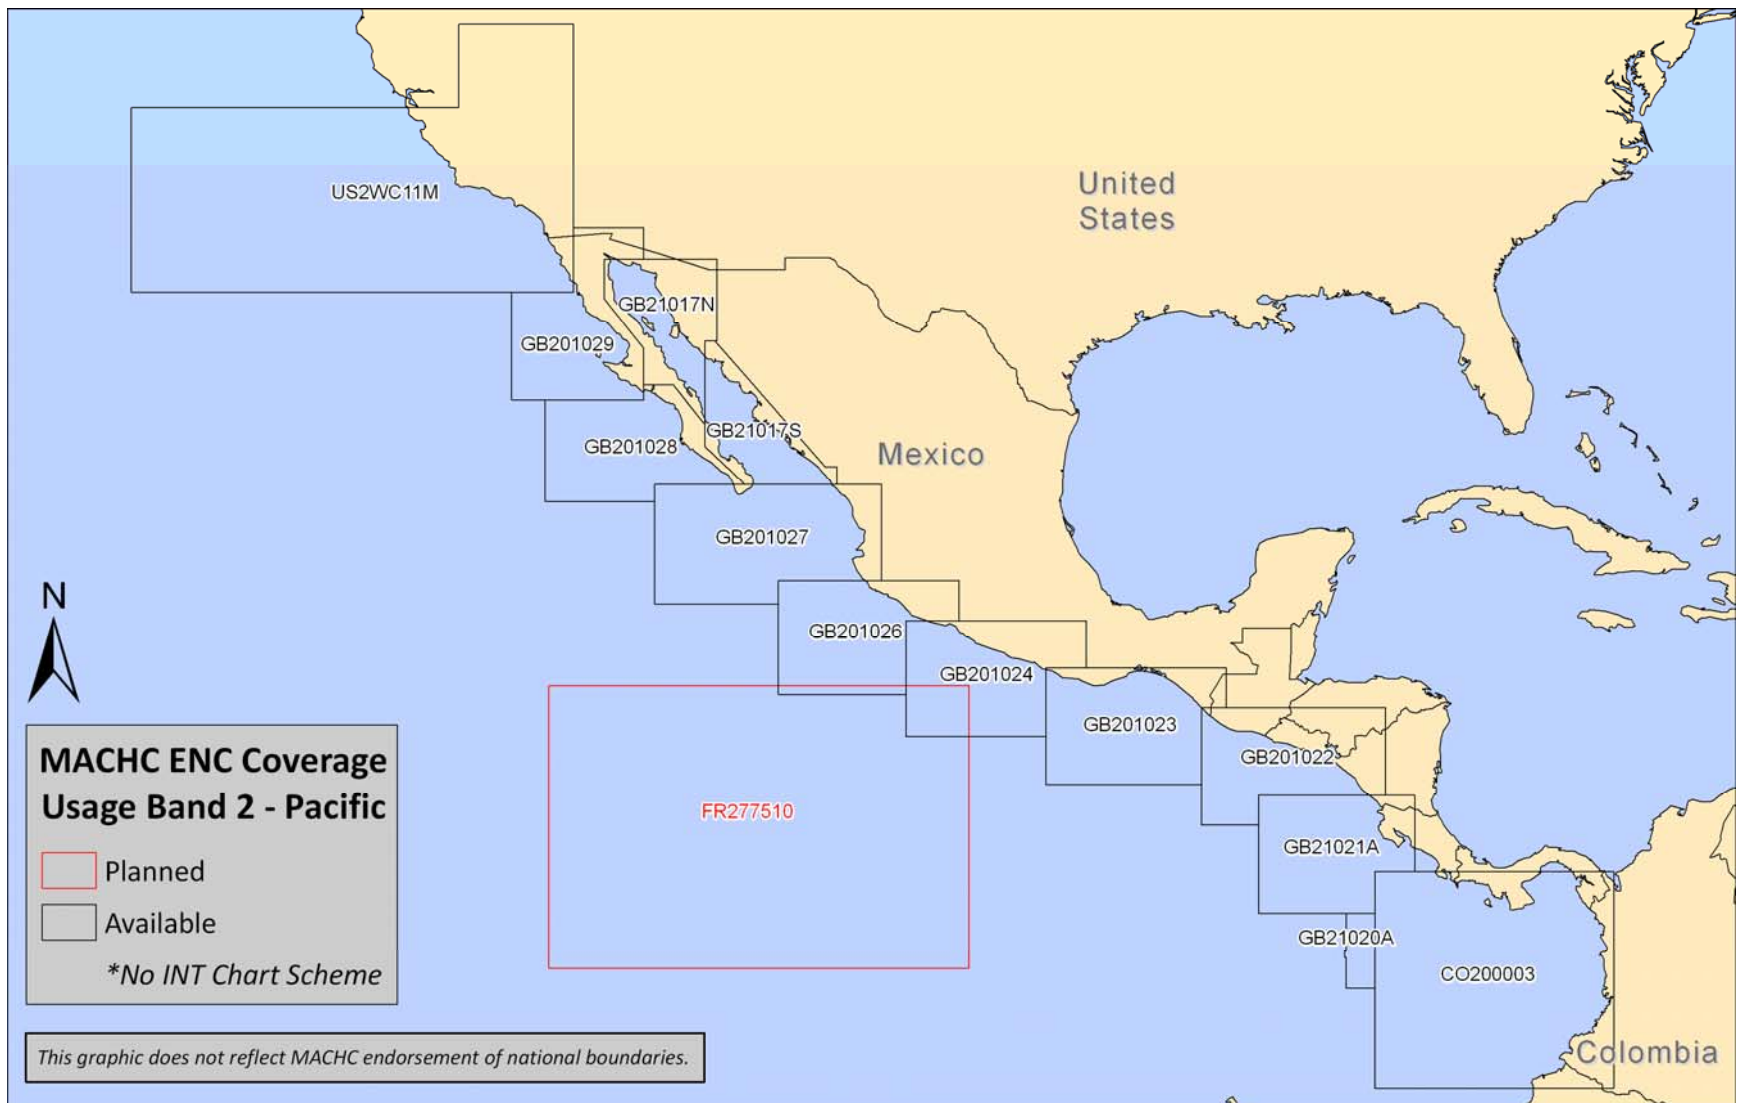 US2WC11M
United
States
GB21017N
GB201029
GB21017S
GB201028
Mexico
GB201027
N
GB201026
GB201024
GB201023
GB201022
MACHC ENC Coverage
Usage Band 2 - Pacific
FR277510
GB21021A
Planned
Available
GB21020A
*No INT Chart Scheme
CO200003
This graphic does not reflect MACHC endorsement of national boundaries.
Colombia